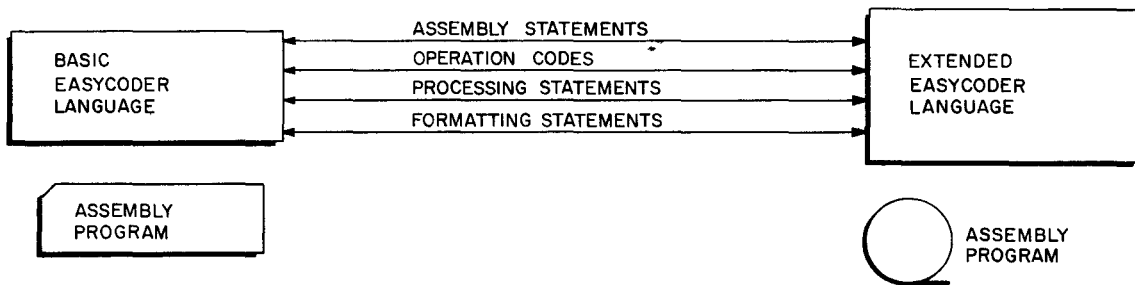 ASSEMBLY STATEMENTS
OPERATION CODES
PROCESSING STATEMENTS
FORMATTING STATEMENTS
BASIC
EASYCODER
LANGUAGE
EXTENDED
EASYCODER
LANGUAGE
ASSEMBLY
PROGRAM
ASSEMBLY
PROGRAM